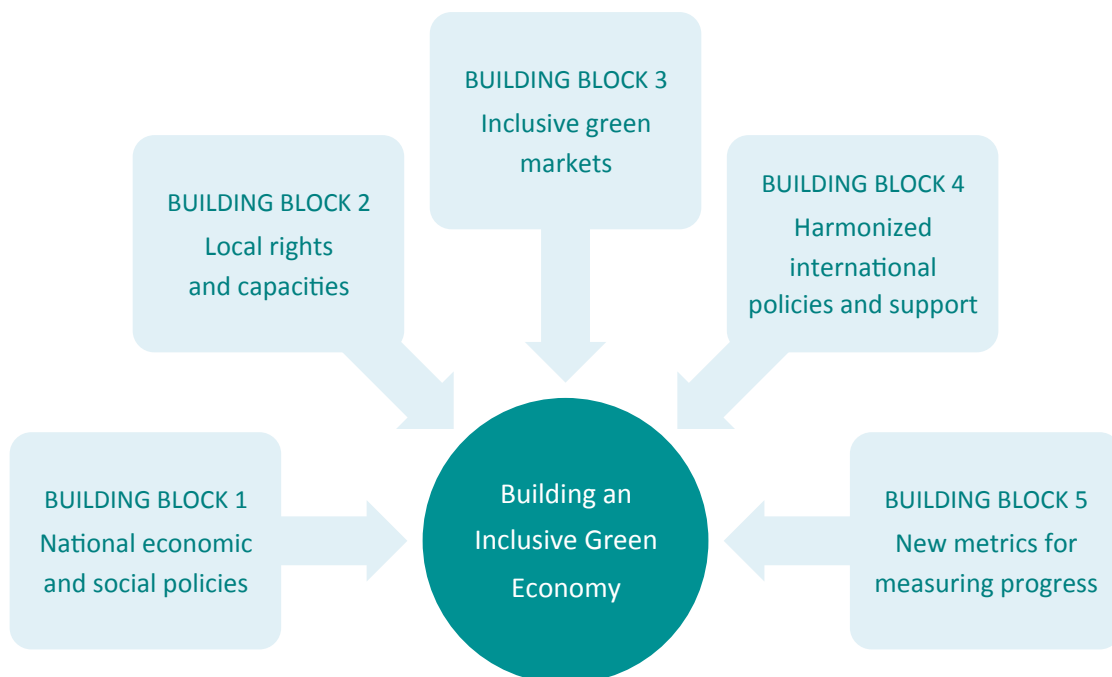 BUILDING BLOCK 1
National economic
and social policies
BUILDING BLOCK 2
Local rights
and capacities
BUILDING BLOCK 3
Inclusive green
markets
BUILDING BLOCK 4
Harmonized
international
policies and support
BUILDING BLOCK 5
New metrics for
measuring progress
Building an
Inclusive Green
Economy